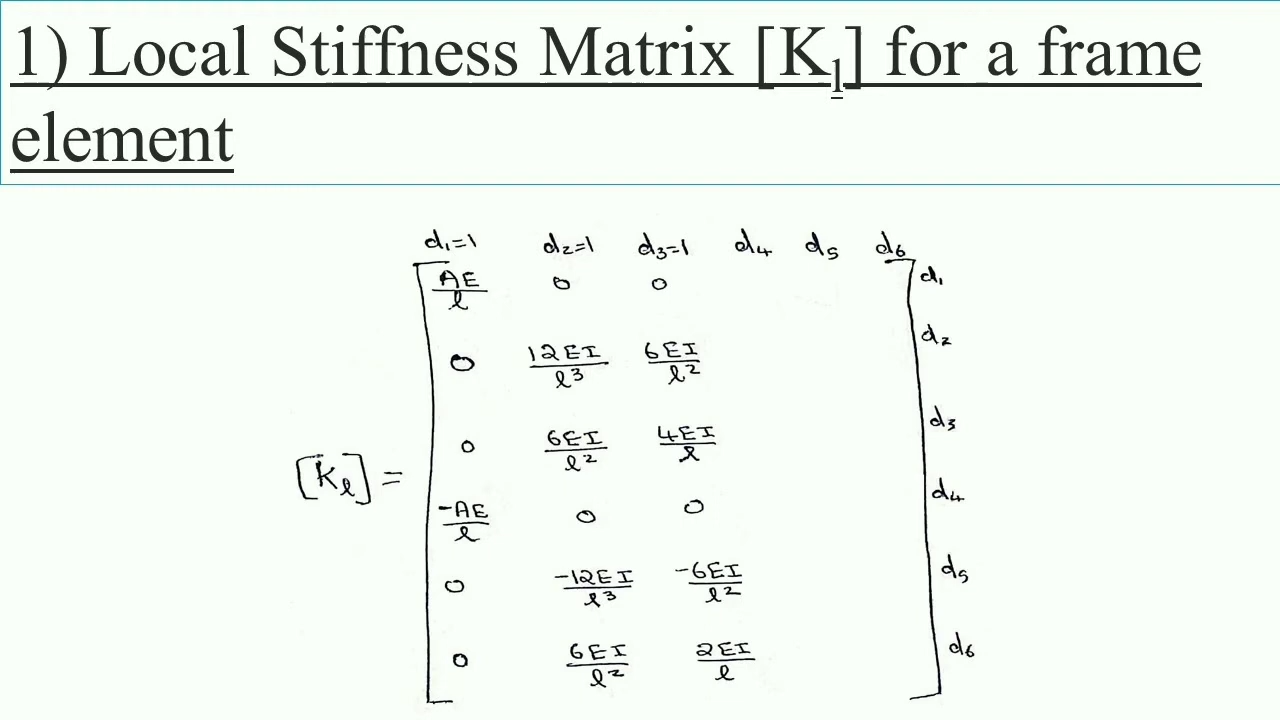 1) Local Stiffness Matrix [Kl] for a frame
element
d1=1 d2=1 d3=1 d4 d5 d6
AE/l 0 0 d1
0 12EI/l³ 6EI/l² d2
0 6EI/l² 4EI/l d3
[kl] =
-AE/l 0 0 d4
0 -12EI/l³ -6EI/l² d5
0 6EI/l² 2EI/l d6